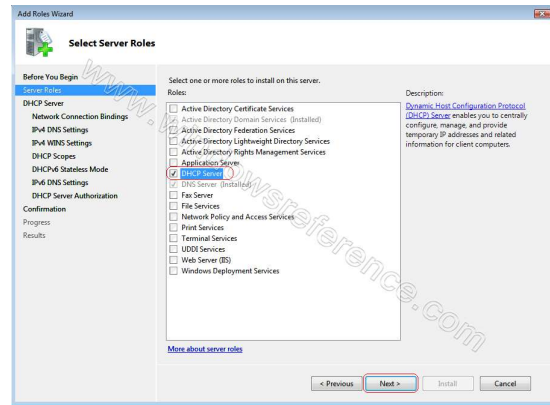 Add Roles Wizard
Select Server Roles
Before You Begin
Server Roles
DHCP Server
Network Connection Bindings
IPv4 DNS Settings
IPv4 WINS Settings
DHCP Scopes
DHCPv6 Stateless Mode
IPv6 DNS Settings
DHCP Server Authorization
Confirmation
Progress
Results
Select one or more roles to install on this server.
Roles:
Active Directory Certificate Services
Active Directory Domain Services (Installed)
Active Directory Federation Services
Active Directory Lightweight Directory Services
Active Directory Rights Management Services
Application Server
DHCP Server
DNS Server (Installed)
Fax Server
File Services
Network Policy and Access Services
Print Services
Terminal Services
UDDI Services
Web Server (IIS)
Windows Deployment Services
More about server roles
Description:
Dynamic Host Configuration Protocol
(DHCP) Server enables you to centrally
configure, manage, and provide
temporary IP addresses and related
information for client computers.
< Previous
Next >
Install
Cancel
www.windowsreference.com